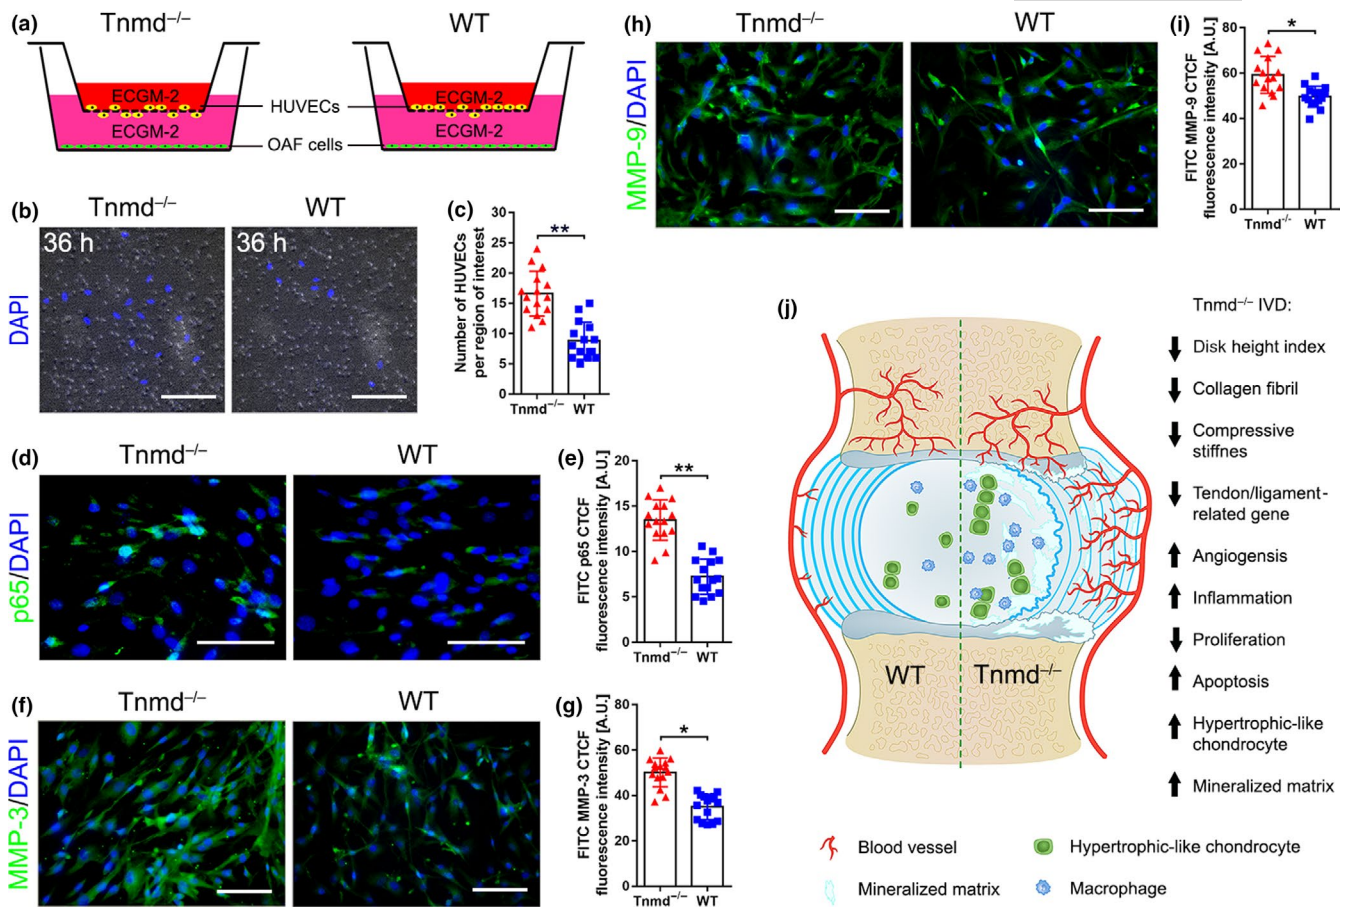 (a)
Tnmd–/–
WT
ECGM-2
ECGM-2
HUVECs
ECGM-2
ECGM-2
OAF cells
(b)
Tnmd–/–
WT
DAPI
36 h
36 h
(c)
Number of HUVECs
per region of interest
30
25
20
15
10
5
0
**
Tnmd–/–
WT
(d)
Tnmd–/–
WT
p65/DAPI
(e)
FITC p65 CTCF
fluorescence intensity [A.U.]
20
15
10
5
0
**
Tnmd–/–
WT
(f)
Tnmd–/–
WT
MMP-3/DAPI
(g)
FITC MMP-3 CTCF
fluorescence intensity [A.U.]
80
60
40
20
0
*
Tnmd–/–
WT
(h)
Tnmd–/–
WT
MMP-9/DAPI
(i)
FITC MMP-9 CTCF
fluorescence intensity [A.U.]
80
60
40
20
0
*
Tnmd-/-
WT
(j)
WT
Tnmd–/–
Tnmd–/– IVD:
Disk height index
Collagen fibril
Compressive
stiffnes
Tendon/ligament-
related gene
Angiogensis
Inflammation
Proliferation
Apoptosis
Hypertrophic-like
chondrocyte
Mineralized matrix
Blood vessel
Hypertrophic-like chondrocyte
Mineralized matrix
Macrophage